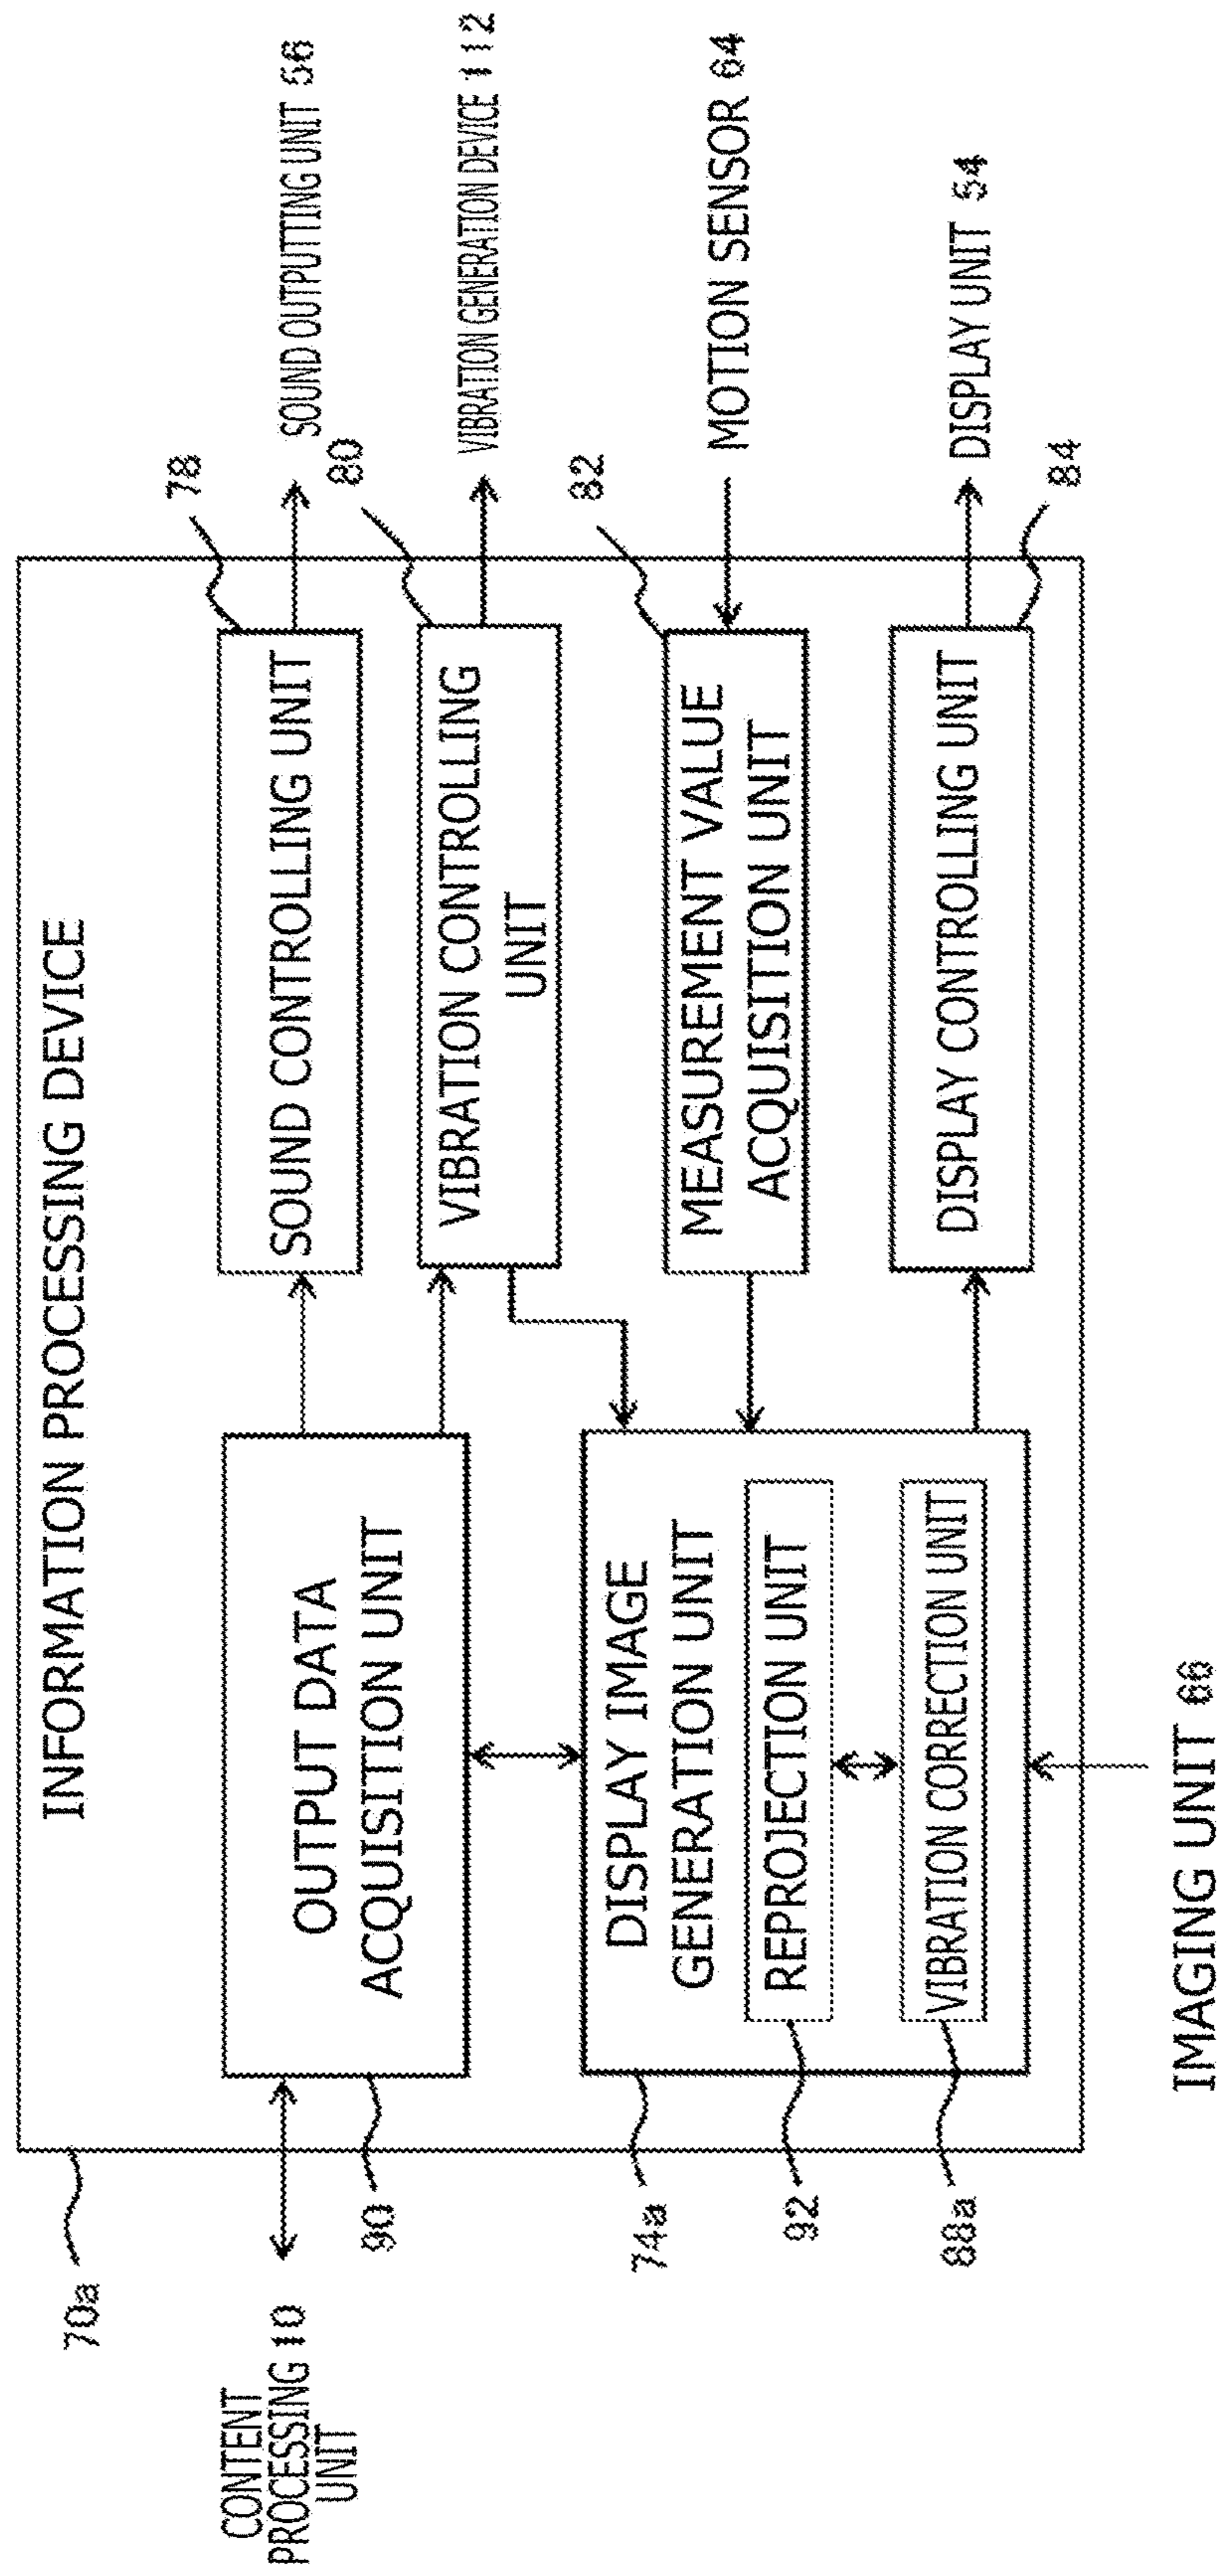 INFORMATION PROCESSING DEVICE
70a
CONTENT
PROCESSING 10
UNIT
90
OUTPUT DATA
ACQUISITION UNIT
SOUND CONTROLLING UNIT
78
SOUND OUTPUTTING UNIT 56
VIBRATION CONTROLLING
UNIT
80
VIBRATION GENERATION DEVICE 112
74a
DISPLAY IMAGE
GENERATION UNIT
92
REPROJECTION UNIT
88a
VIBRATION CORRECTION UNIT
MEASUREMENT VALUE
ACQUISITION UNIT
82
MOTION SENSOR 64
DISPLAY CONTROLLING UNIT
84
DISPLAY UNIT 54
IMAGING UNIT 66